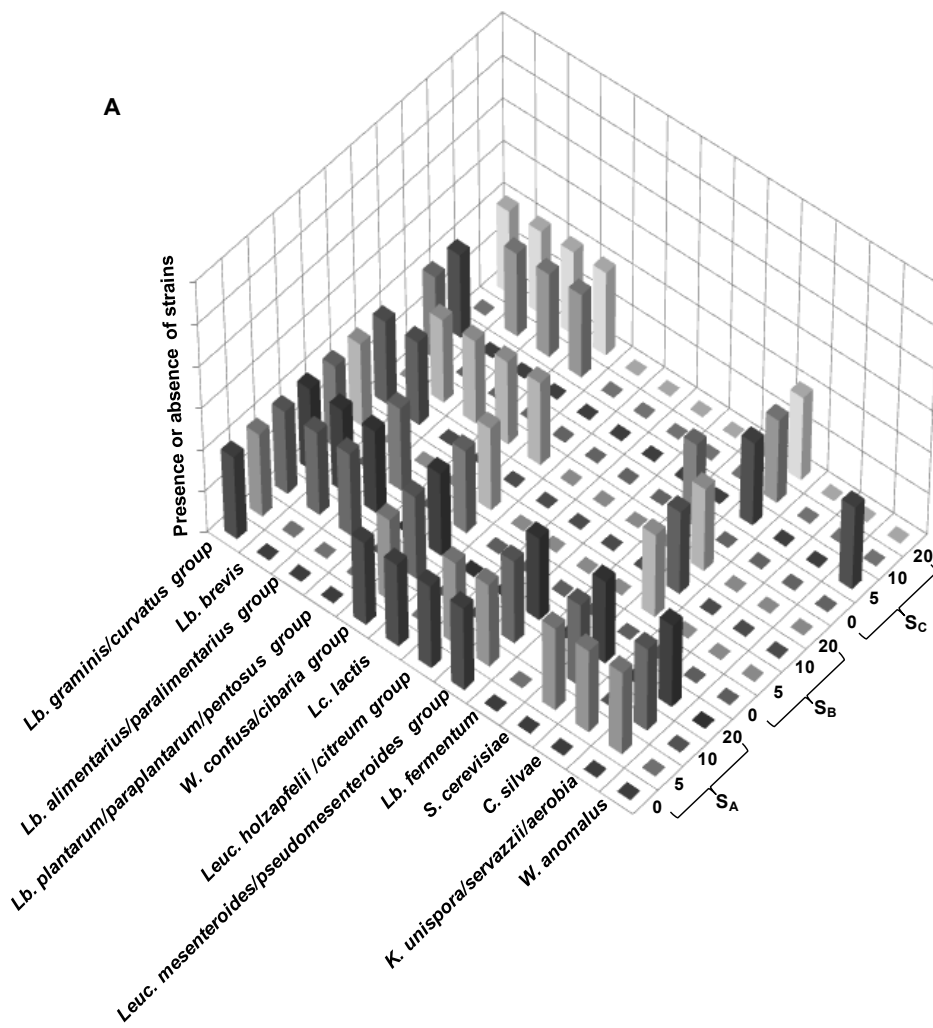 A
Presence or absence of strains
Lb. graminis/curvatus group
Lb. brevis
Lb. alimentarius/paralimentarius group
Lb. plantarum/paraplantarum/pentosus group
W. confusa/cibaria group
Lc. lactis
Leuc. holzapfelii /citreum group
Leuc. mesenteroides/pseudomesenteroides group
Lb. fermentum
S. cerevisiae
C. silvae
K. unispora/servazzii/aerobia
W. anomalus
0
5
10
20
SA
0
5
10
20
SB
0
5
10
20
SC